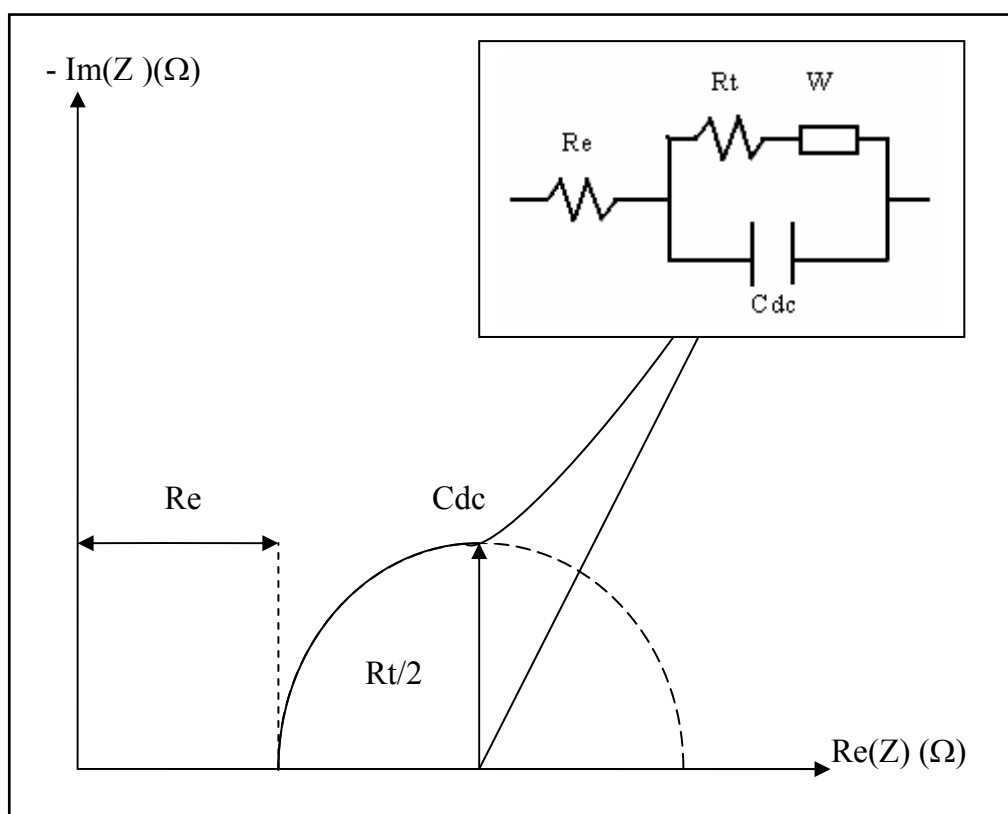 - Im(Z )(Ω)
Rt W
Re
Cdc
Re Cdc
Rt/2
Re(Z) (Ω)